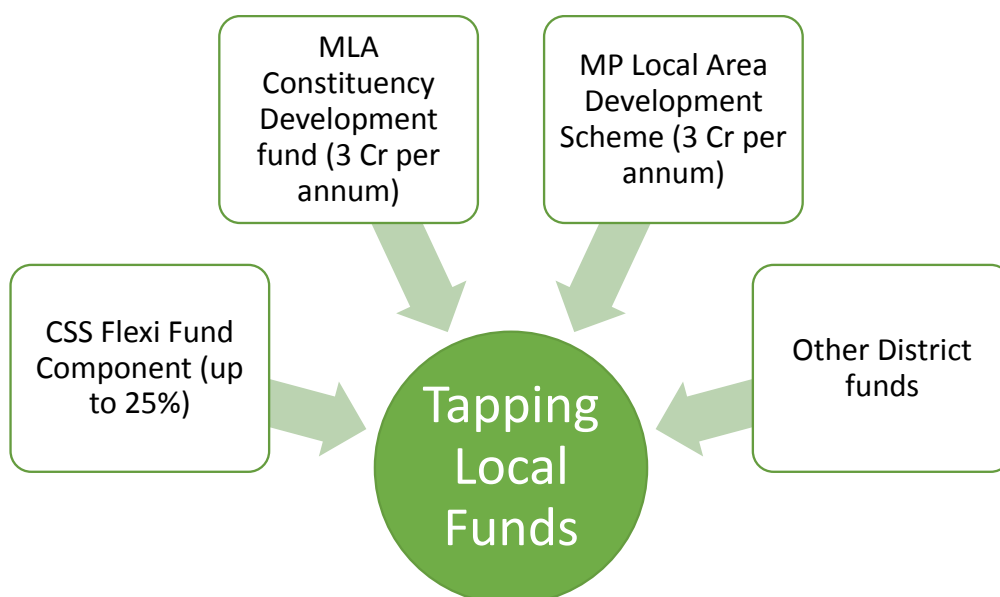 MLA
Constituency
Development
fund (3 Cr per
annum)
MP Local Area
Development
Scheme (3 Cr per
annum)
CSS Flexi Fund
Component (up
to 25%)
Other District
funds
Tapping
Local
Funds